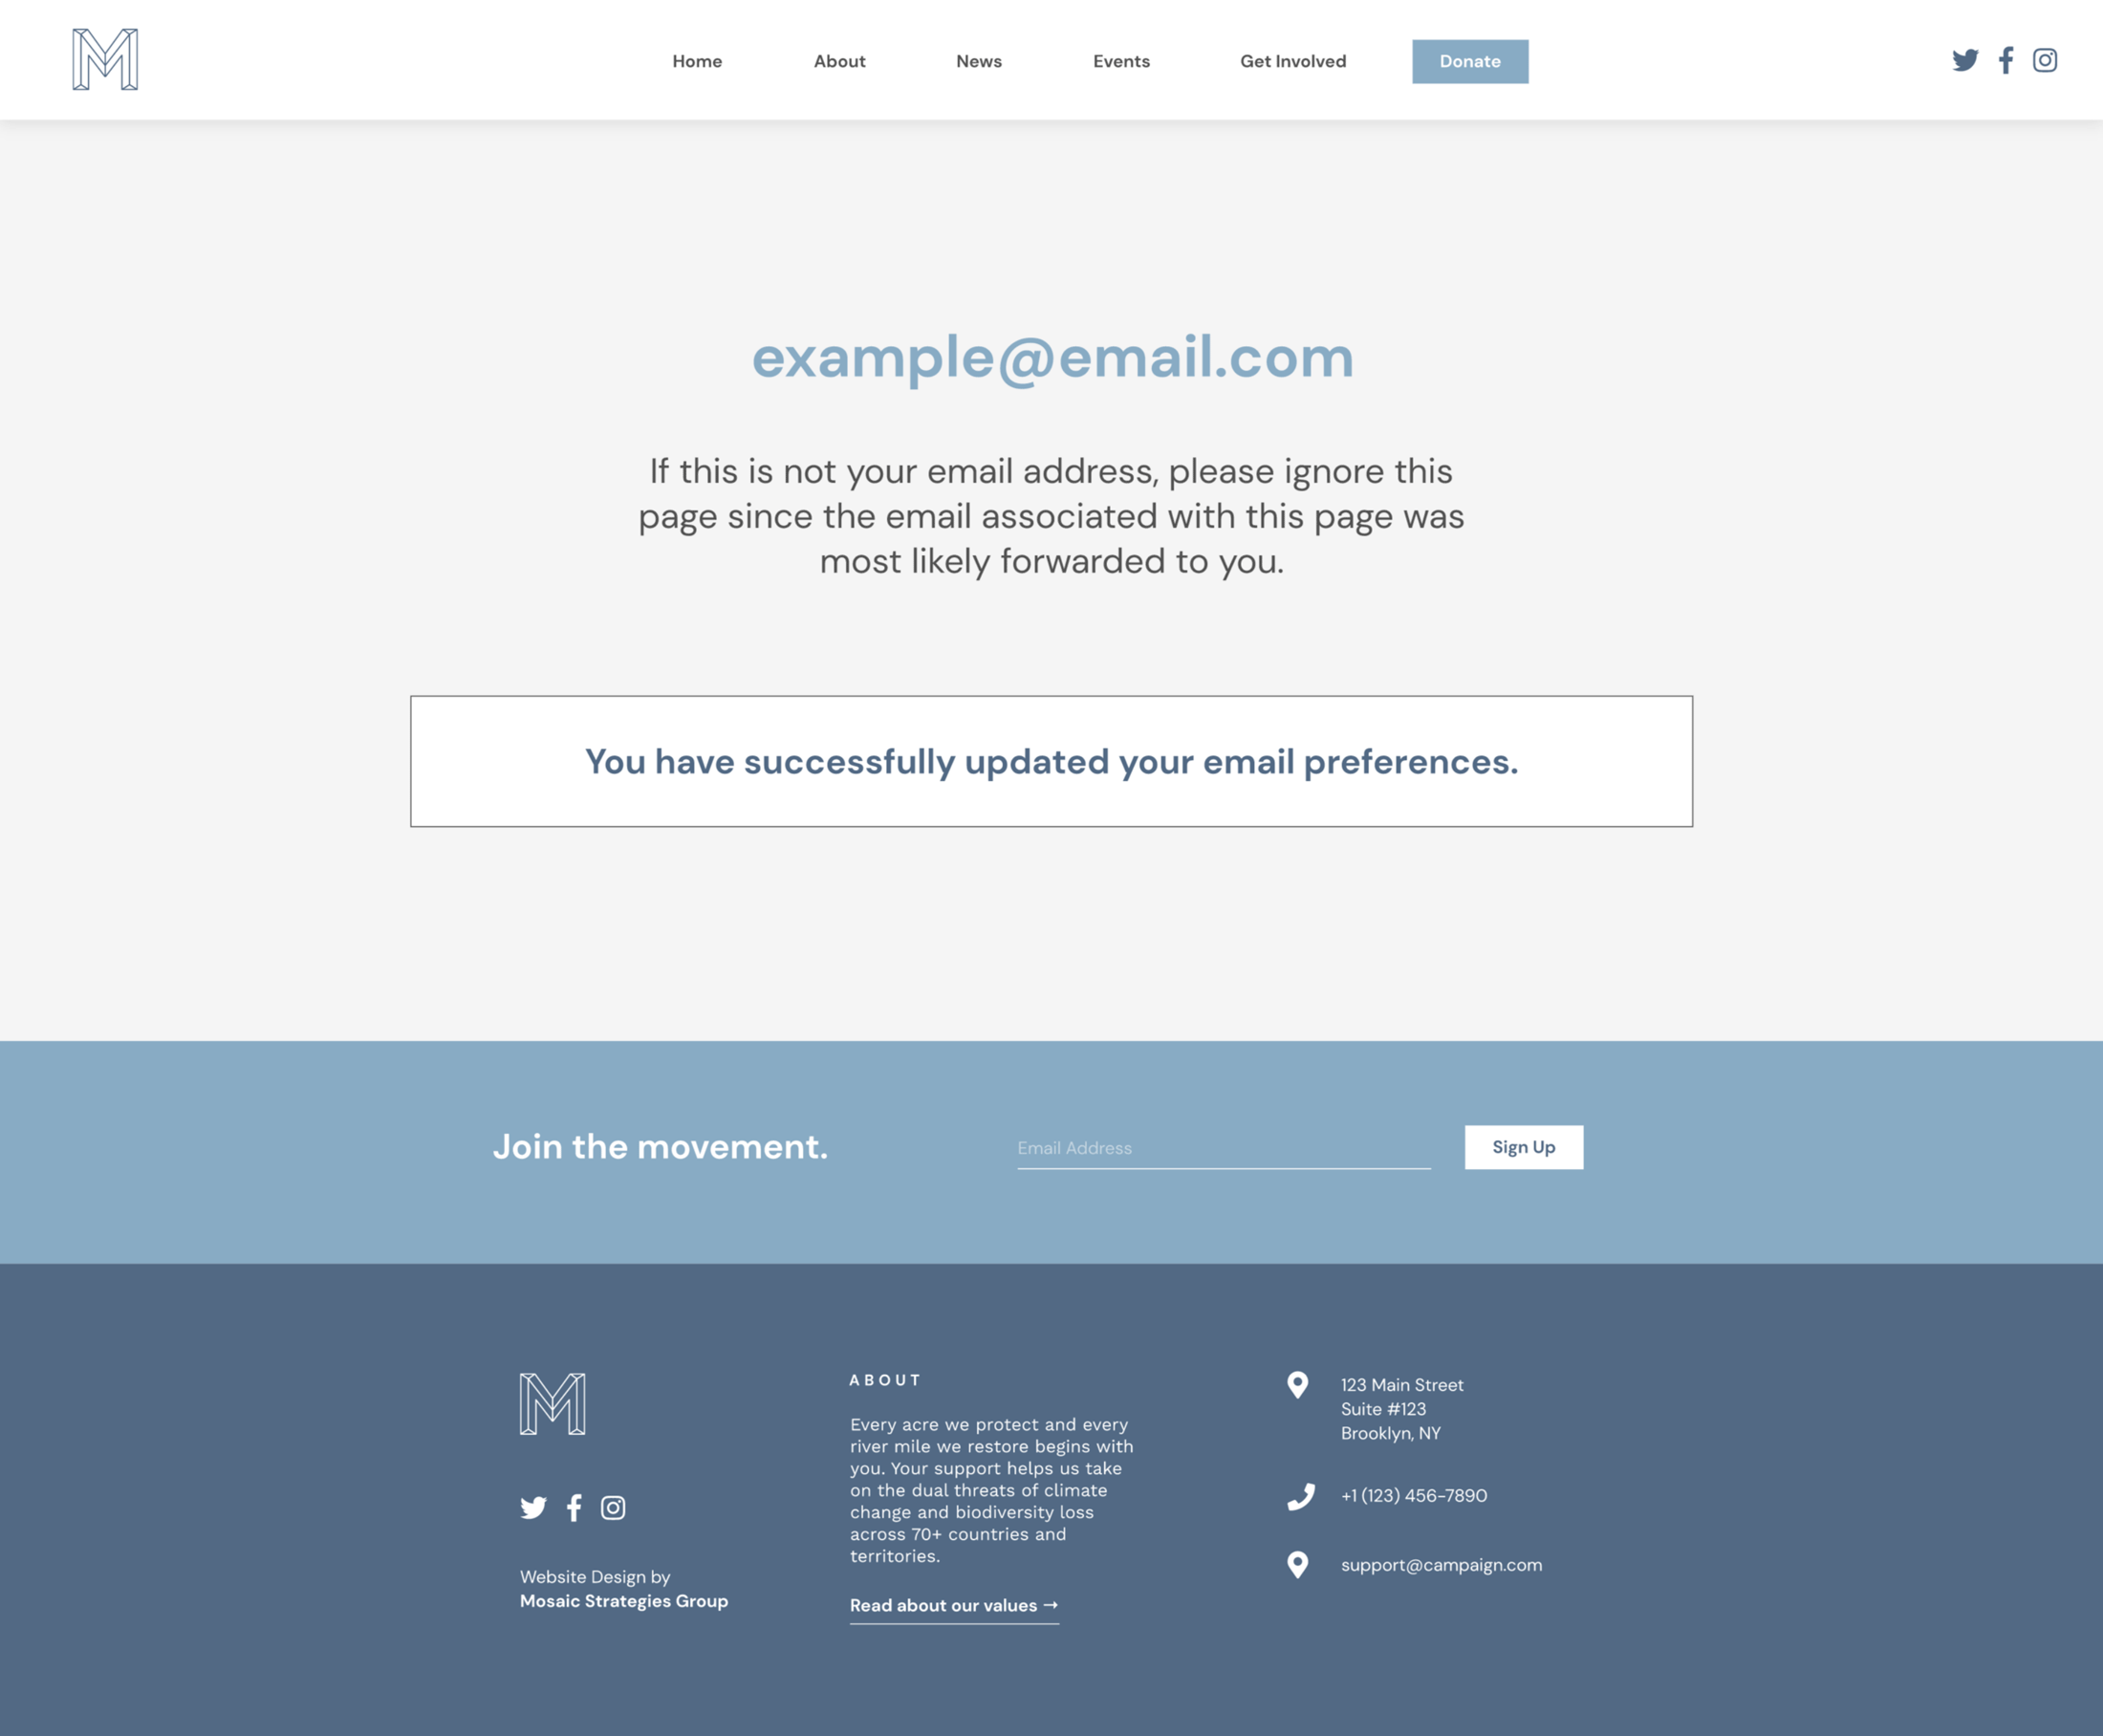 M
Home About News Events Get Involved Donate
example@email.com
If this is not your email address, please ignore this
page since the email associated with this page was
most likely forwarded to you.
You have successfully updated your email preferences.
Join the movement.
Email Address
Sign Up
M
Website Design by
Mosaic Strategies Group
ABOUT
Every acre we protect and every
river mile we restore begins with
you. Your support helps us take
on the dual threats of climate
change and biodiversity loss
across 70+ countries and
territories.
Read about our values →
123 Main Street
Suite #123
Brooklyn, NY
+1 (123) 456-7890
support@campaign.com